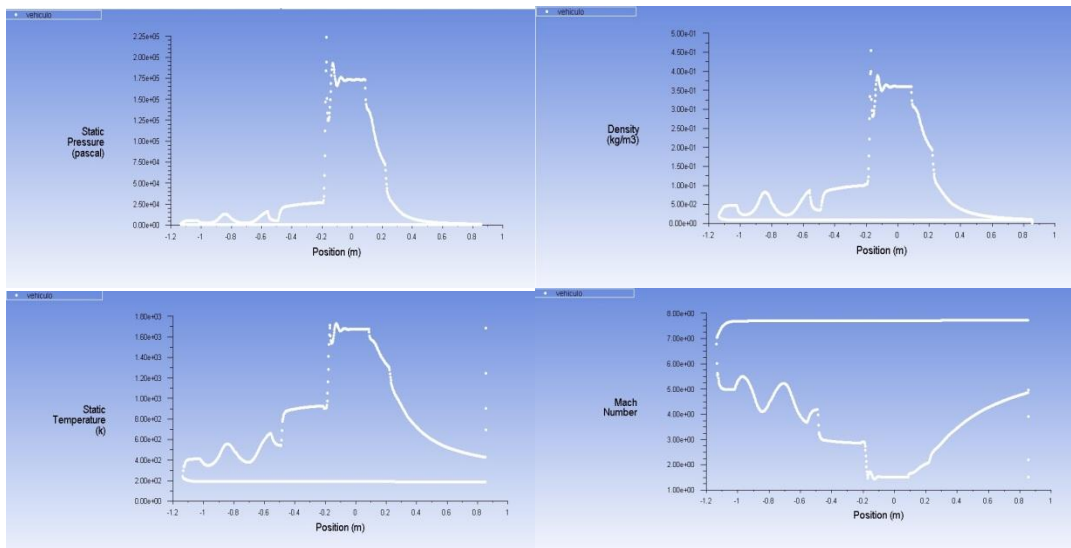 vehiculo
2.25e+05
2.00e+05
1.75e+05
1.50e+05
1.25e+05
1.00e+05
7.50e+04
5.00e+04
2.50e+04
0.00e+00
Static
Pressure
(pascal)
-1.2 -1 -0.8 -0.6 -0.4 -0.2 0 0.2 0.4 0.6 0.8 1
Position (m)
vehiculo
5.00e-01
4.50e-01
4.00e-01
3.50e-01
3.00e-01
2.50e-01
2.00e-01
1.50e-01
1.00e-01
5.00e-02
0.00e+00
Density
(kg/m3)
-1.2 -1 -0.8 -0.6 -0.4 -0.2 0 0.2 0.4 0.6 0.8 1
Position (m)
vehiculo
1.80e+03
1.60e+03
1.40e+03
1.20e+03
1.00e+03
8.00e+02
6.00e+02
4.00e+02
2.00e+02
0.00e+00
Static
Temperature
(k)
-1.2 -1 -0.8 -0.6 -0.4 -0.2 0 0.2 0.4 0.6 0.8 1
Position (m)
vehiculo
8.00e+00
7.00e+00
6.00e+00
5.00e+00
4.00e+00
3.00e+00
2.00e+00
1.00e+00
Mach
Number
-1.2 -1 -0.8 -0.6 -0.4 -0.2 0 0.2 0.4 0.6 0.8 1
Position (m)